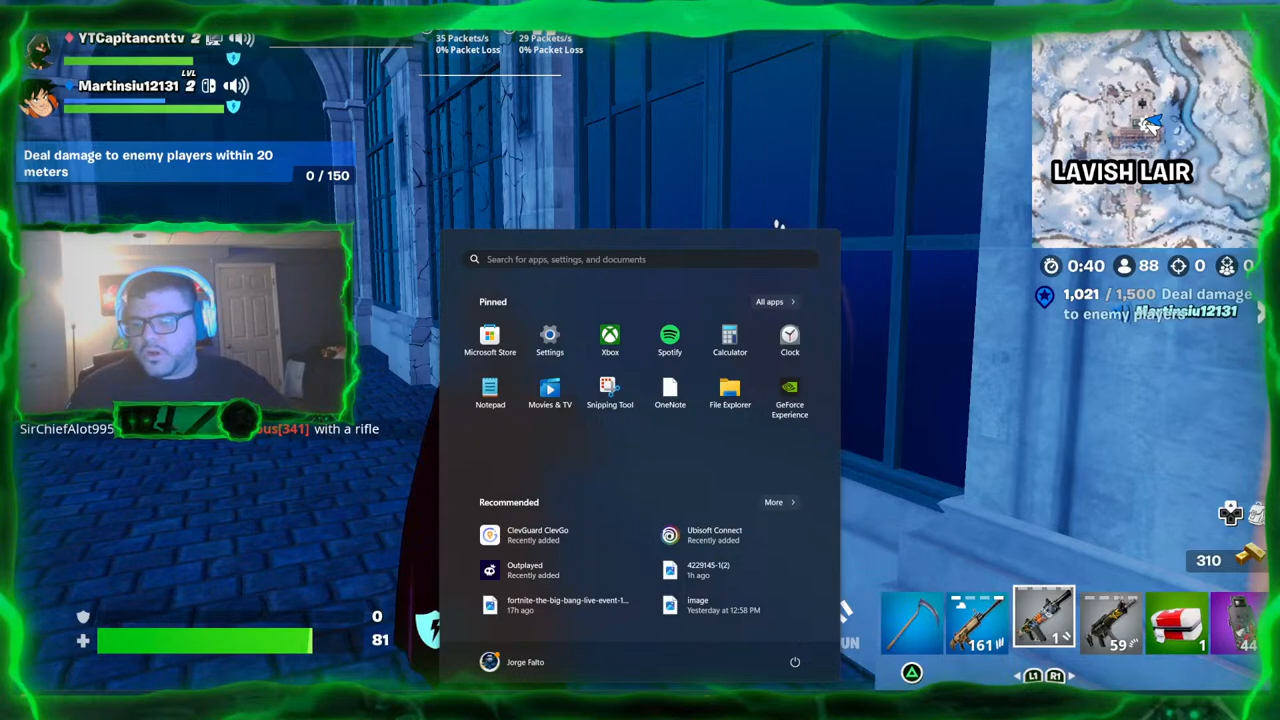 YTCapitancnttv 2
35 Packets/s
0% Packet Loss
29 Packets/s
0% Packet Loss
LVL
Martinsiu12131 2
Deal damage to enemy players within 20
meters
0 / 150
LAVISH LAIR
0:40 88 0 0
1,021 / 1,500 Deal damage
to enemy players
Martinsiu12131
SirChiefAlot995
ous[341] with a rifle
Search for apps, settings, and documents
Pinned
All apps
Microsoft Store
Settings
Xbox
Spotify
Calculator
Clock
Notepad
Movies & TV
Snipping Tool
OneNote
File Explorer
GeForce
Experience
Recommended
More
ClevGuard ClevGo
Recently added
Ubisoft Connect
Recently added
Outplayed
Recently added
4229145-1(2)
1h ago
fortnite-the-big-bang-live-event-1...
17h ago
image
Yesterday at 12:58 PM
Jorge Falto
0
81
310
UN
161
1
59
1
44
L1 R1